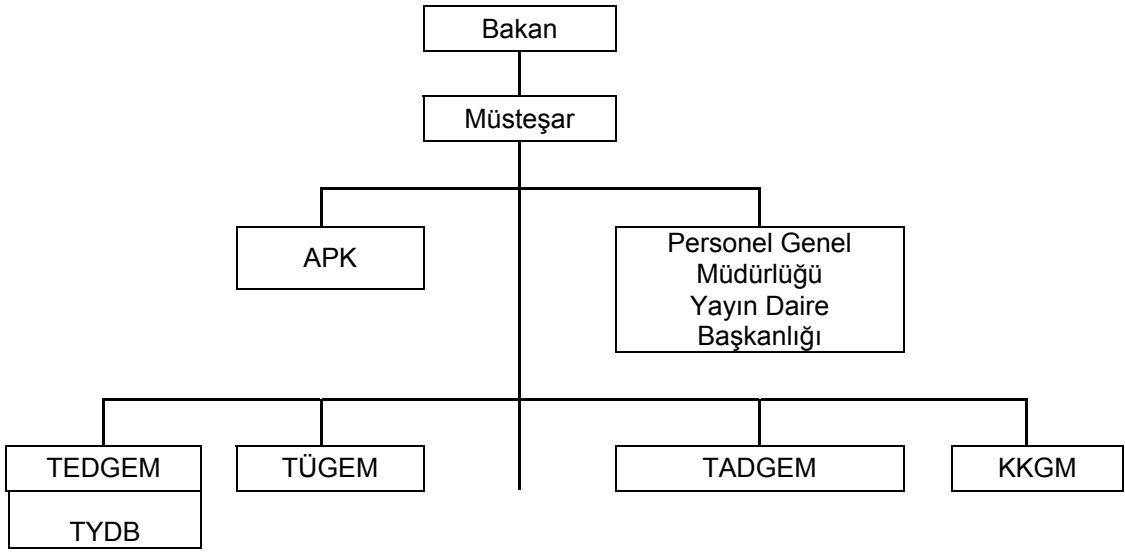 Bakan
Müsteşar
APK
Personel Genel
Müdürlüğü
Yayın Daire
Başkanlığı
TEDGEM
TÜGEM
TADGEM
KKGM
TYDB